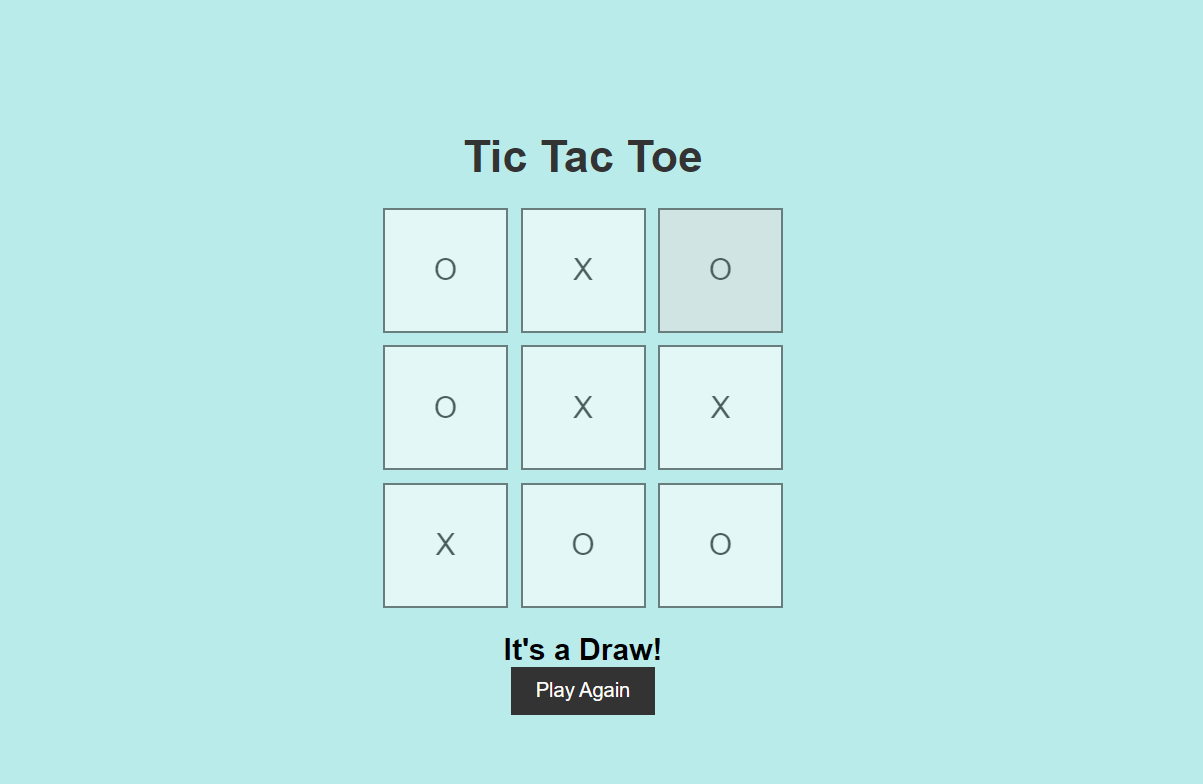 Tic Tac Toe
O X O
O X X
X O O
It's a Draw!
Play Again